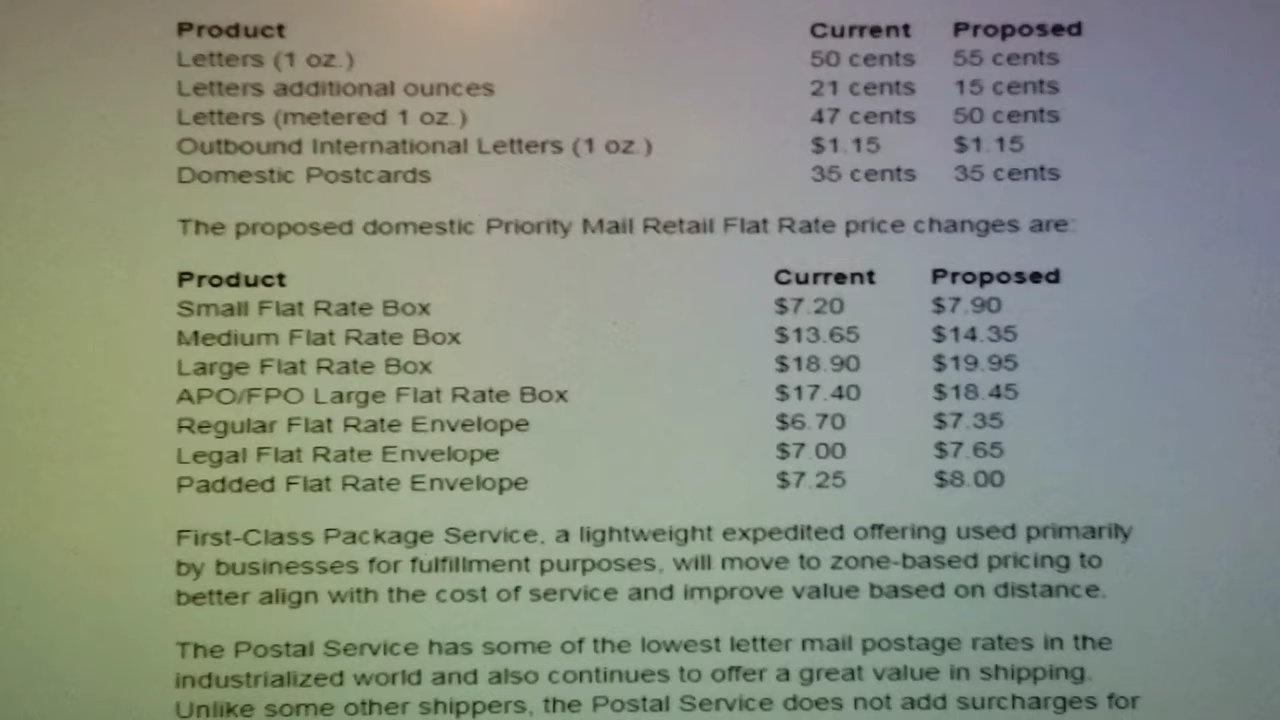 Product Current Proposed
Letters (1 oz.) 50 cents 55 cents
Letters additional ounces 21 cents 15 cents
Letters (metered 1 oz.) 47 cents 50 cents
Outbound International Letters (1 oz.) $1.15 $1.15
Domestic Postcards 35 cents 35 cents
The proposed domestic Priority Mail Retail Flat Rate price changes are:
Product Current Proposed
Small Flat Rate Box $7.20 $7.90
Medium Flat Rate Box $13.65 $14.35
Large Flat Rate Box $18.90 $19.95
APO/FPO Large Flat Rate Box $17.40 $18.45
Regular Flat Rate Envelope $6.70 $7.35
Legal Flat Rate Envelope $7.00 $7.65
Padded Flat Rate Envelope $7.25 $8.00
First-Class Package Service, a lightweight expedited offering used primarily
by businesses for fulfillment purposes, will move to zone-based pricing to
better align with the cost of service and improve value based on distance.
The Postal Service has some of the lowest letter mail postage rates in the
industrialized world and also continues to offer a great value in shipping.
Unlike some other shippers, the Postal Service does not add surcharges for